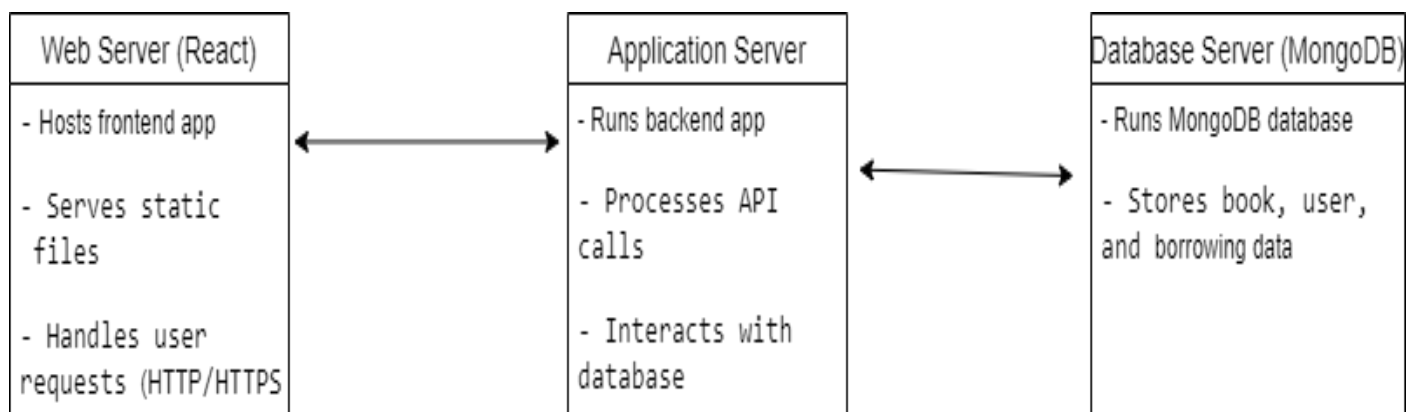 Web Server (React)
- Hosts frontend app
- Serves static
files
- Handles user
requests (HTTP/HTTPS
Application Server
- Runs backend app
- Processes API
calls
- Interacts with
database
Database Server (MongoDB)
- Runs MongoDB database
- Stores book, user,
and borrowing data